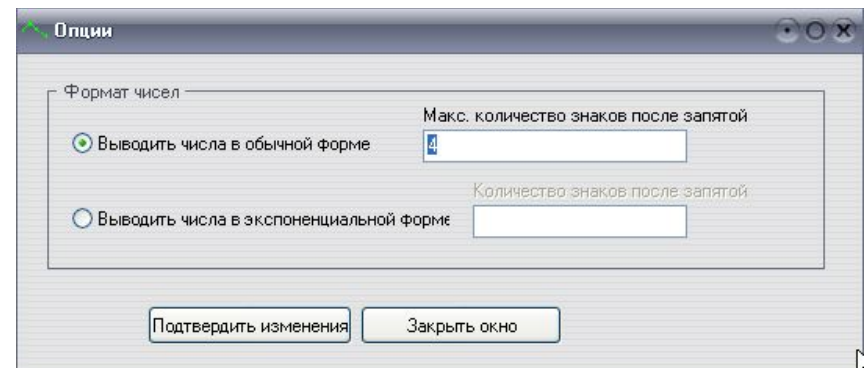 Опции
Формат чисел
Макс. количество знаков после запятой
Выводить числа в обычной форме
4
Количество знаков после запятой
Выводить числа в экспоненциальной форме
Подтвердить изменения
Закрыть окно